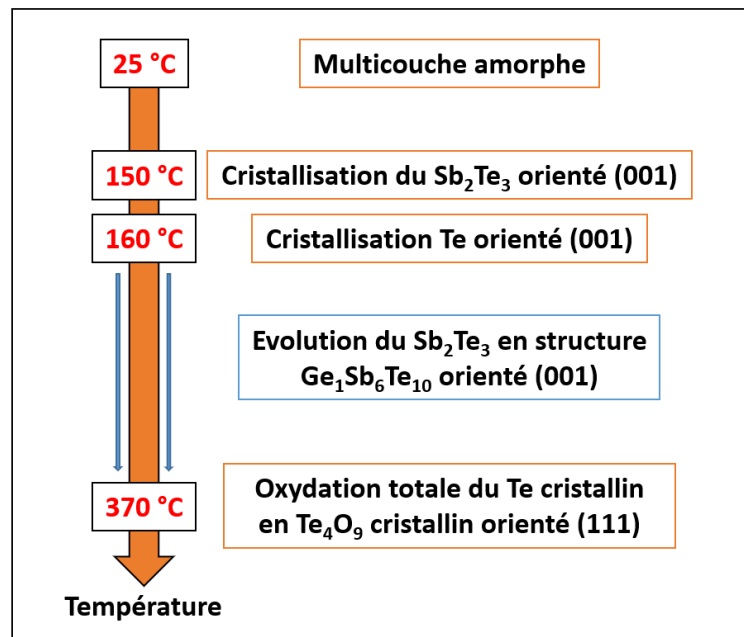 25 °C
Multicouche amorphe
150 °C
Cristallisation du Sb₂Te₃ orienté (001)
160 °C
Cristallisation Te orienté (001)
Evolution du Sb₂Te₃ en structure
Ge₁Sb₆Te₁₀ orienté (001)
370 °C
Oxydation totale du Te cristallin
en Te₄O₉ cristallin orienté (111)
Température